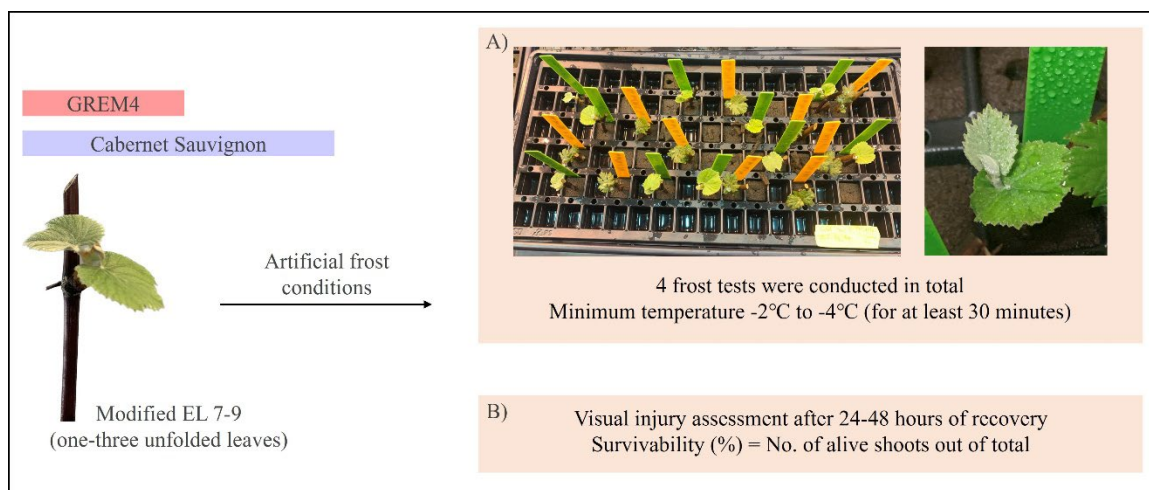 GREM4
Cabernet Sauvignon
Modified EL 7-9
(one-three unfolded leaves)
Artificial frost
conditions
A)
4 frost tests were conducted in total
Minimum temperature -2°C to -4°C (for at least 30 minutes)
B)
Visual injury assessment after 24-48 hours of recovery
Survivability (%) = No. of alive shoots out of total